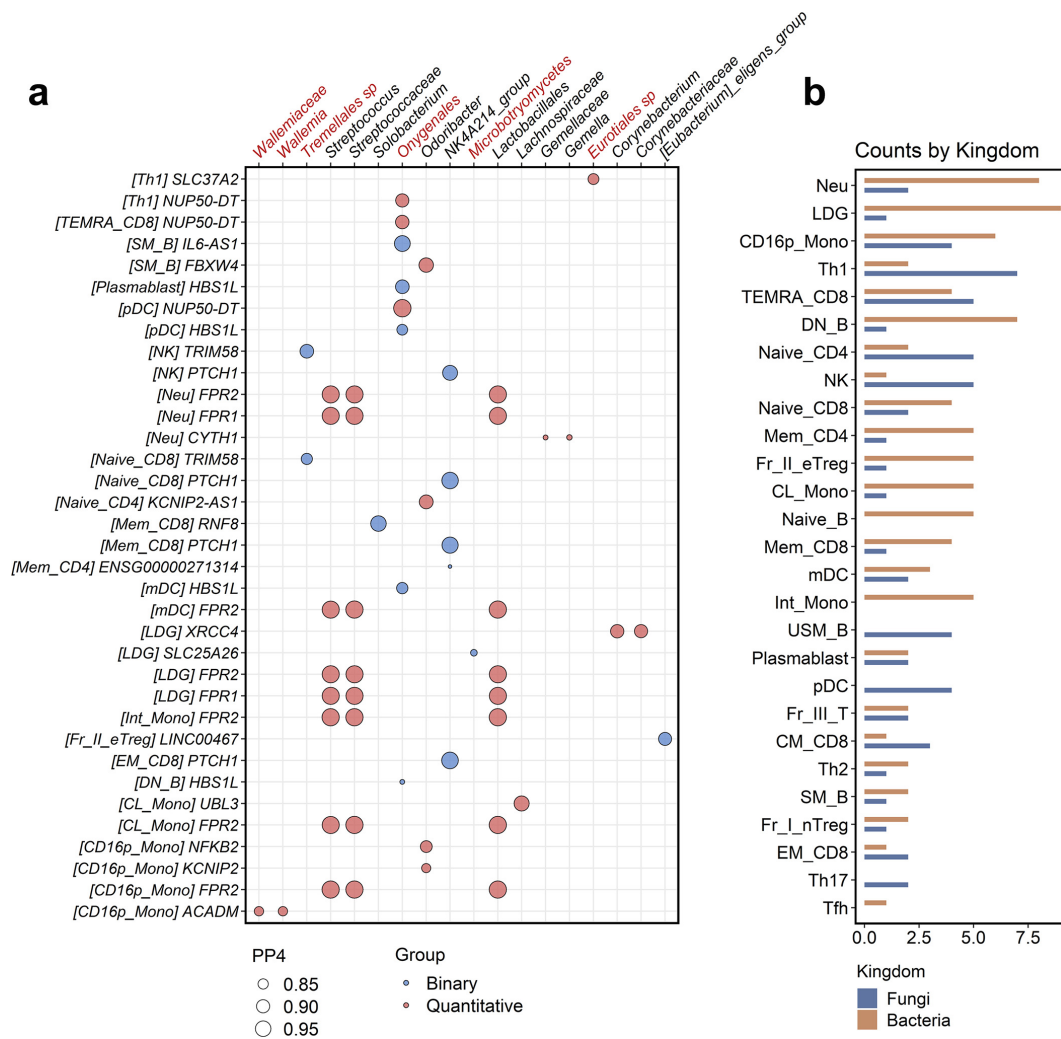 a
b
Wallemiaceae
Wallemia
Tremellales sp
Streptococcus
Streptococcaceae
Solobacterium
Onygenales
Odoribacter
NK4A214_group
Microbotryomycetes
Lactobacillales
Lachnospiraceae
Gemellaceae
Gemella
Eurotiales sp
Corynebacterium
Corynebacteriaceae
[Eubacterium]_eligens_group
[Th1] SLC37A2
[Th1] NUP50-DT
[TEMRA_CD8] NUP50-DT
[SM_B] IL6-AS1
[SM_B] FBXW4
[Plasmablast] HBS1L
[pDC] NUP50-DT
[pDC] HBS1L
[NK] TRIM58
[NK] PTCH1
[Neu] FPR2
[Neu] FPR1
[Neu] CYTH1
[Naive_CD8] TRIM58
[Naive_CD8] PTCH1
[Naive_CD4] KCNIP2-AS1
[Mem_CD8] RNF8
[Mem_CD8] PTCH1
[Mem_CD4] ENSG00000271314
[mDC] HBS1L
[mDC] FPR2
[LDG] XRCC4
[LDG] SLC25A26
[LDG] FPR2
[LDG] FPR1
[Int_Mono] FPR2
[Fr_II_eTreg] LINC00467
[EM_CD8] PTCH1
[DN_B] HBS1L
[CL_Mono] UBL3
[CL_Mono] FPR2
[CD16p_Mono] NFKB2
[CD16p_Mono] KCNIP2
[CD16p_Mono] FPR2
[CD16p_Mono] ACADM
PP4
0.85
0.90
0.95
Group
Binary
Quantitative
Counts by Kingdom
Neu
LDG
CD16p_Mono
Th1
TEMRA_CD8
DN_B
Naive_CD4
NK
Naive_CD8
Mem_CD4
Fr_II_eTreg
CL_Mono
Naive_B
Mem_CD8
mDC
Int_Mono
USM_B
Plasmablast
pDC
Fr_III_T
CM_CD8
Th2
SM_B
Fr_I_nTreg
EM_CD8
Th17
Tfh
0.0 2.5 5.0 7.5
Kingdom
Fungi
Bacteria